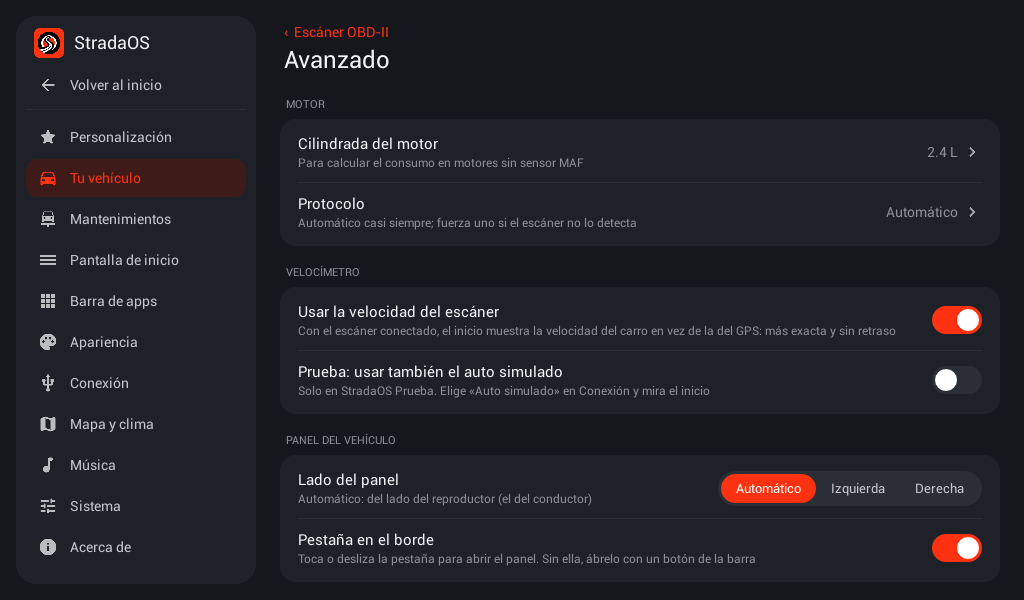 StradaOS
Volver al inicio
Personalización
Tu vehículo
Mantenimientos
Pantalla de inicio
Barra de apps
Apariencia
Conexión
Mapa y clima
Música
Sistema
Acerca de
‹ Escáner OBD-II
Avanzado
MOTOR
Cilindrada del motor
Para calcular el consumo en motores sin sensor MAF
2.4 L
Protocolo
Automático casi siempre; fuerza uno si el escáner no lo detecta
Automático
VELOCÍMETRO
Usar la velocidad del escáner
Con el escáner conectado, el inicio muestra la velocidad del carro en vez de la del GPS: más exacta y sin retraso
Prueba: usar también el auto simulado
Solo en StradaOS Prueba. Elige «Auto simulado» en Conexión y mira el inicio
PANEL DEL VEHÍCULO
Lado del panel
Automático: del lado del reproductor (el del conductor)
Automático Izquierda Derecha
Pestaña en el borde
Toca o desliza la pestaña para abrir el panel. Sin ella, ábrelo con un botón de la barra